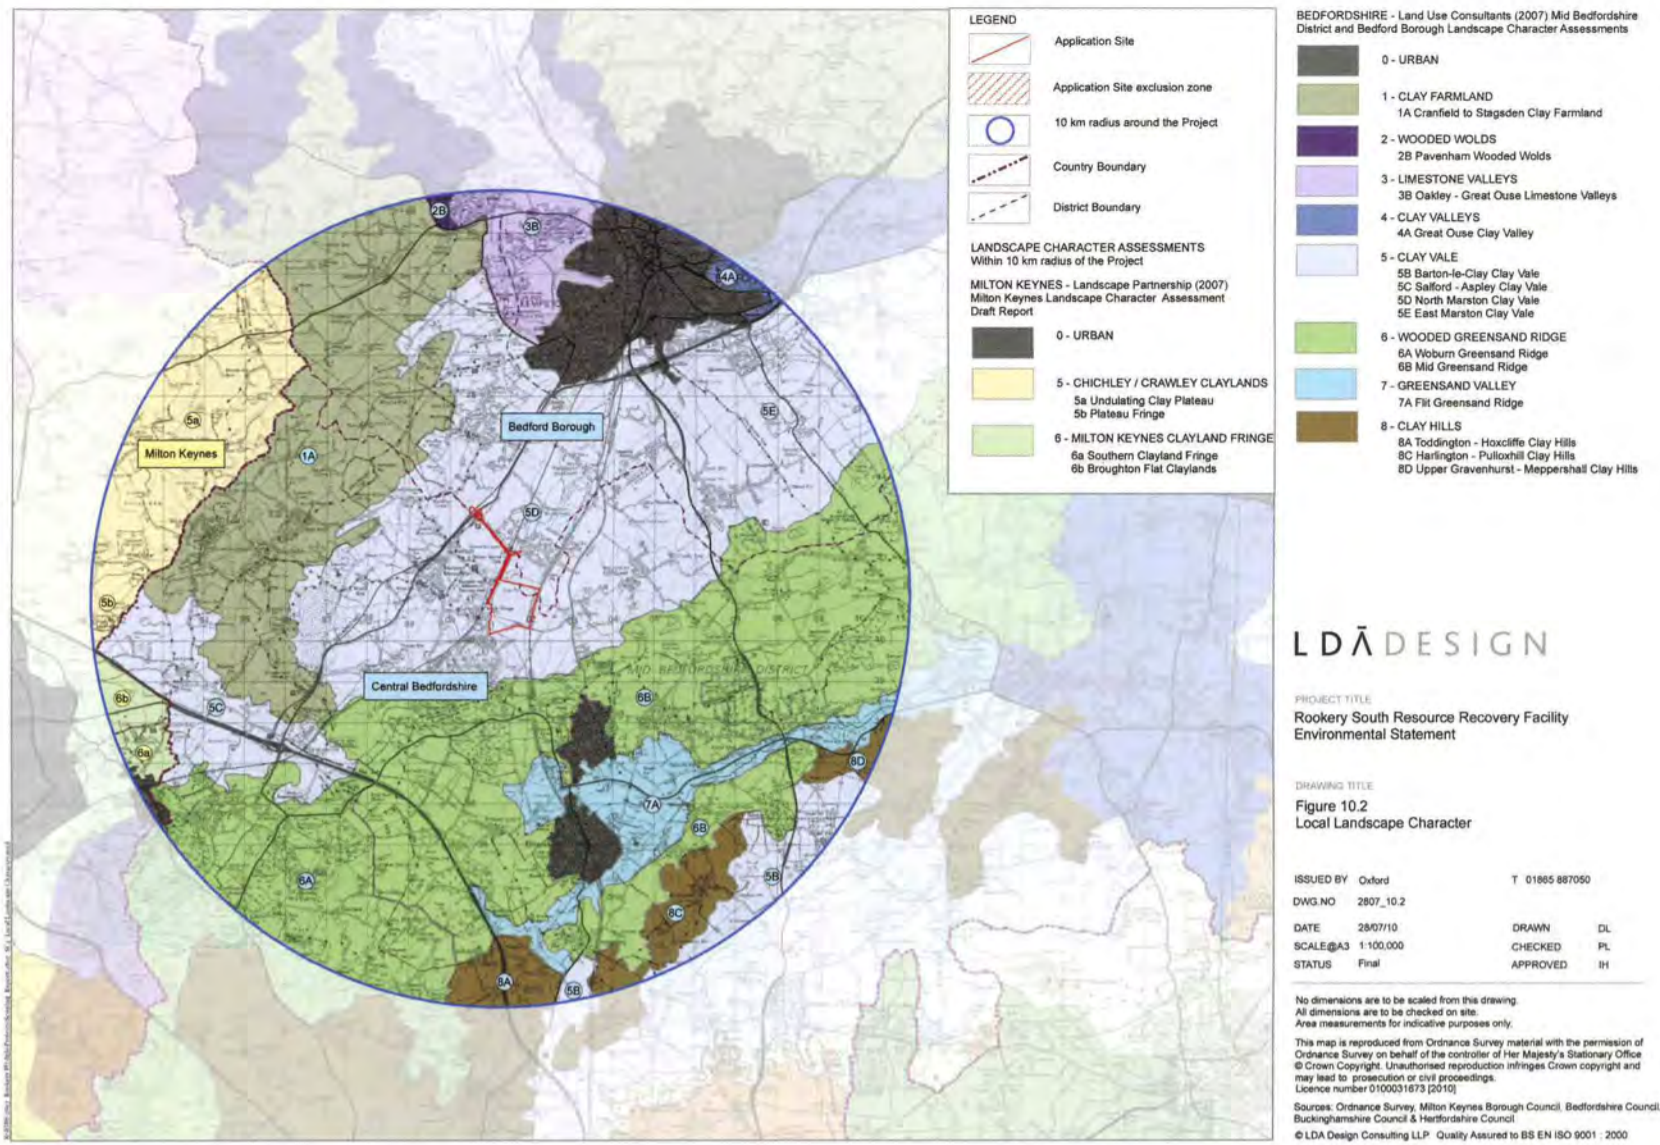 2B
3B
4A
5E
Bedford Borough
5a
Milton Keynes
1A
5D
5b
MID BEDFORDSHIRE DISTRICT
Central Bedfordshire
6B
6b
5C
6a
8D
7A
6B
6A
5B
8C
8A
5B
LEGEND
Application Site
Application Site exclusion zone
10 km radius around the Project
Country Boundary
District Boundary
LANDSCAPE CHARACTER ASSESSMENTS
Within 10 km radius of the Project
MILTON KEYNES - Landscape Partnership (2007)
Milton Keynes Landscape Character Assessment
Draft Report
0 - URBAN
5 - CHICHLEY / CRAWLEY CLAYLANDS
5a Undulating Clay Plateau
5b Plateau Fringe
6 - MILTON KEYNES CLAYLAND FRINGE
6a Southern Clayland Fringe
6b Broughton Flat Claylands
BEDFORDSHIRE - Land Use Consultants (2007) Mid Bedfordshire
District and Bedford Borough Landscape Character Assessments
0 - URBAN
1 - CLAY FARMLAND
1A Cranfield to Stagsden Clay Farmland
2 - WOODED WOLDS
2B Pavenham Wooded Wolds
3 - LIMESTONE VALLEYS
3B Oakley - Great Ouse Limestone Valleys
4 - CLAY VALLEYS
4A Great Ouse Clay Valley
5 - CLAY VALE
5B Barton-le-Clay Clay Vale
5C Salford - Aspley Clay Vale
5D North Marston Clay Vale
5E East Marston Clay Vale
6 - WOODED GREENSAND RIDGE
6A Woburn Greensand Ridge
6B Mid Greensand Ridge
7 - GREENSAND VALLEY
7A Flit Greensand Ridge
8 - CLAY HILLS
8A Toddington - Hoxcliffe Clay Hills
8C Harlington - Pulloxhill Clay Hills
8D Upper Gravenhurst - Meppershall Clay Hills
LDĀDESIGN
PROJECT TITLE
Rookery South Resource Recovery Facility
Environmental Statement
DRAWING TITLE
Figure 10.2
Local Landscape Character
ISSUED BY Oxford T 01865 887050
DWG.NO 2807_10.2
DATE 28/07/10 DRAWN DL
SCALE@A3 1:100,000 CHECKED PL
STATUS Final APPROVED IH
No dimensions are to be scaled from this drawing.
All dimensions are to be checked on site.
Area measurements for indicative purposes only.
This map is reproduced from Ordnance Survey material with the permission of
Ordnance Survey on behalf of the controller of Her Majesty's Stationary Office
© Crown Copyright. Unauthorised reproduction infringes Crown copyright and
may lead to prosecution or civil proceedings.
Licence number 0100031673 [2010]
Sources: Ordnance Survey, Milton Keynes Borough Council, Bedfordshire Council
Buckinghamshire Council & Hertfordshire Council
© LDA Design Consulting LLP Quality Assured to BS EN ISO 9001 : 2000